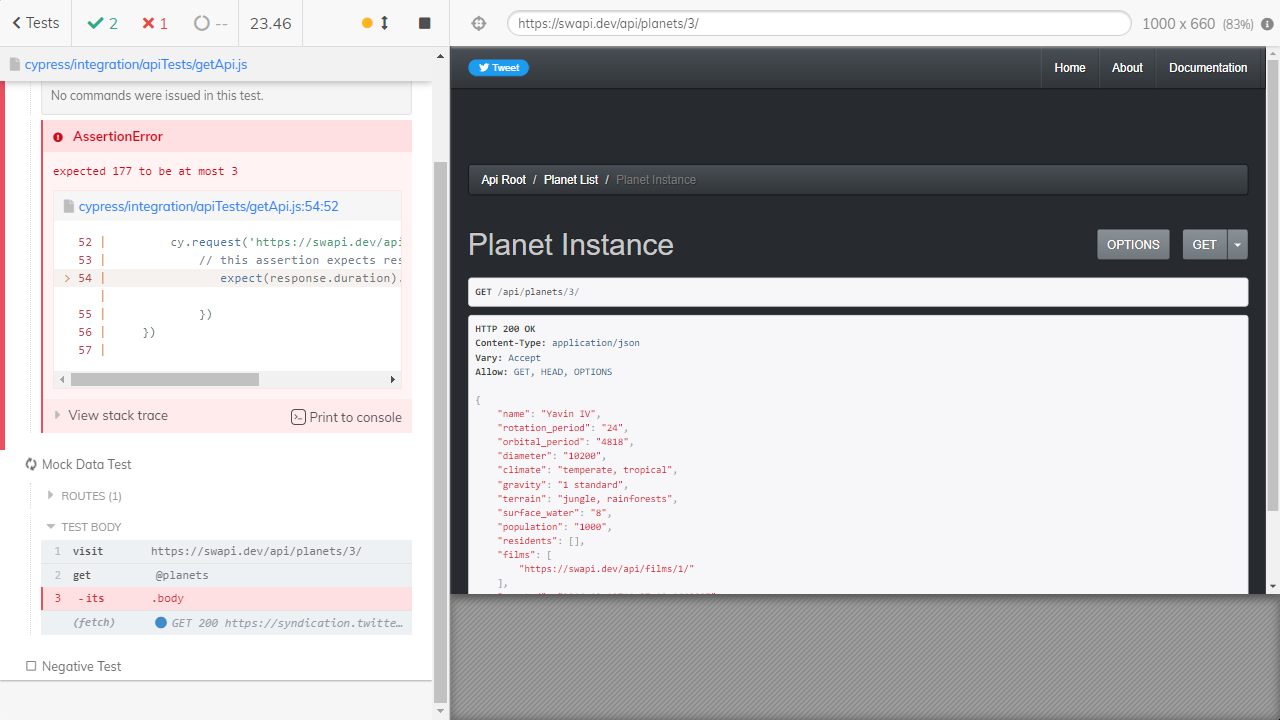 Tests 2 1 -- 23.46
cypress/integration/apiTests/getApi.js
No commands were issued in this test.
AssertionError
expected 177 to be at most 3
cypress/integration/apiTests/getApi.js:54:52
52 | cy.request('https://swapi.dev/api
53 | // this assertion expects res
> 54 | expect(response.duration).
|
55 | })
56 | })
57 |
View stack trace
Print to console
Mock Data Test
ROUTES (1)
TEST BODY
1 visit https://swapi.dev/api/planets/3/
2 get @planets
3 -its .body
(fetch) GET 200 https://syndication.twitte…
Negative Test
https://swapi.dev/api/planets/3/
1000 x 660 (83%)
Tweet
Home About Documentation
Api Root / Planet List / Planet Instance
Planet Instance
OPTIONS GET
GET /api/planets/3/
HTTP 200 OK
Content-Type: application/json
Vary: Accept
Allow: GET, HEAD, OPTIONS
{
"name": "Yavin IV",
"rotation_period": "24",
"orbital_period": "4818",
"diameter": "10200",
"climate": "temperate, tropical",
"gravity": "1 standard",
"terrain": "jungle, rainforests",
"surface_water": "8",
"population": "1000",
"residents": [],
"films": [
"https://swapi.dev/api/films/1/"
],